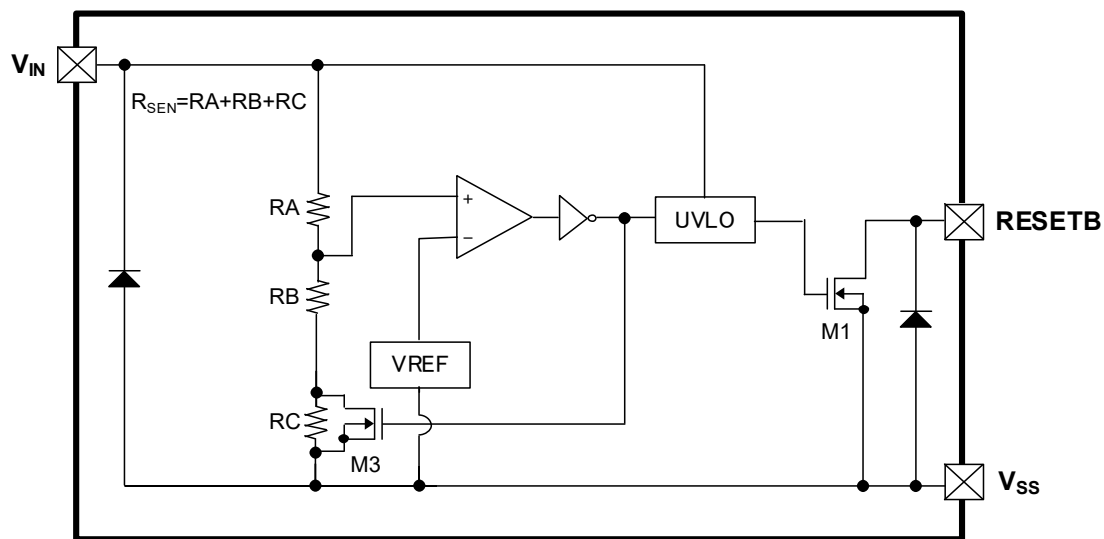 VIN
RSEN=RA+RB+RC
RA
+
−
UVLO
RESETB
RB
M1
VREF
RC
M3
VSS